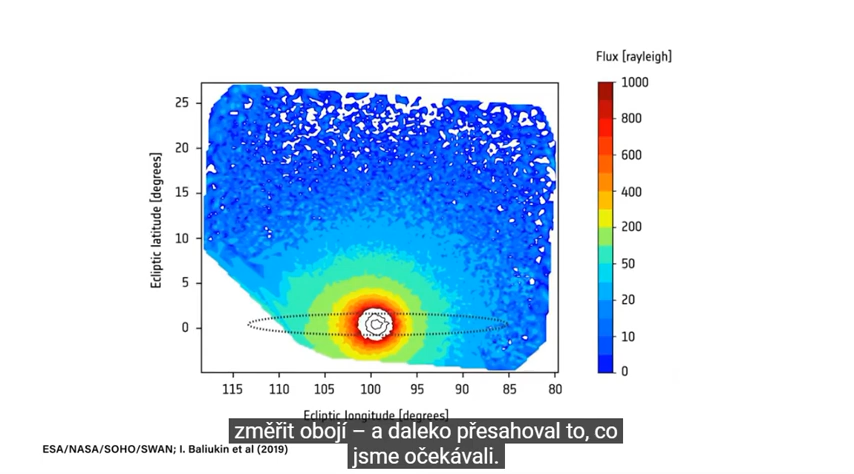 Flux [rayleigh]
1000
800
600
400
200
50
20
10
0
Ecliptic latitude [degrees]
25
20
15
10
5
0
115 110 105 100 95 90 85 80
Ecliptic longitude [degrees]
změřit obojí – a daleko přesahoval to, co
jsme očekávali.
ESA/NASA/SOHO/SWAN; I. Baliukin et al (2019)